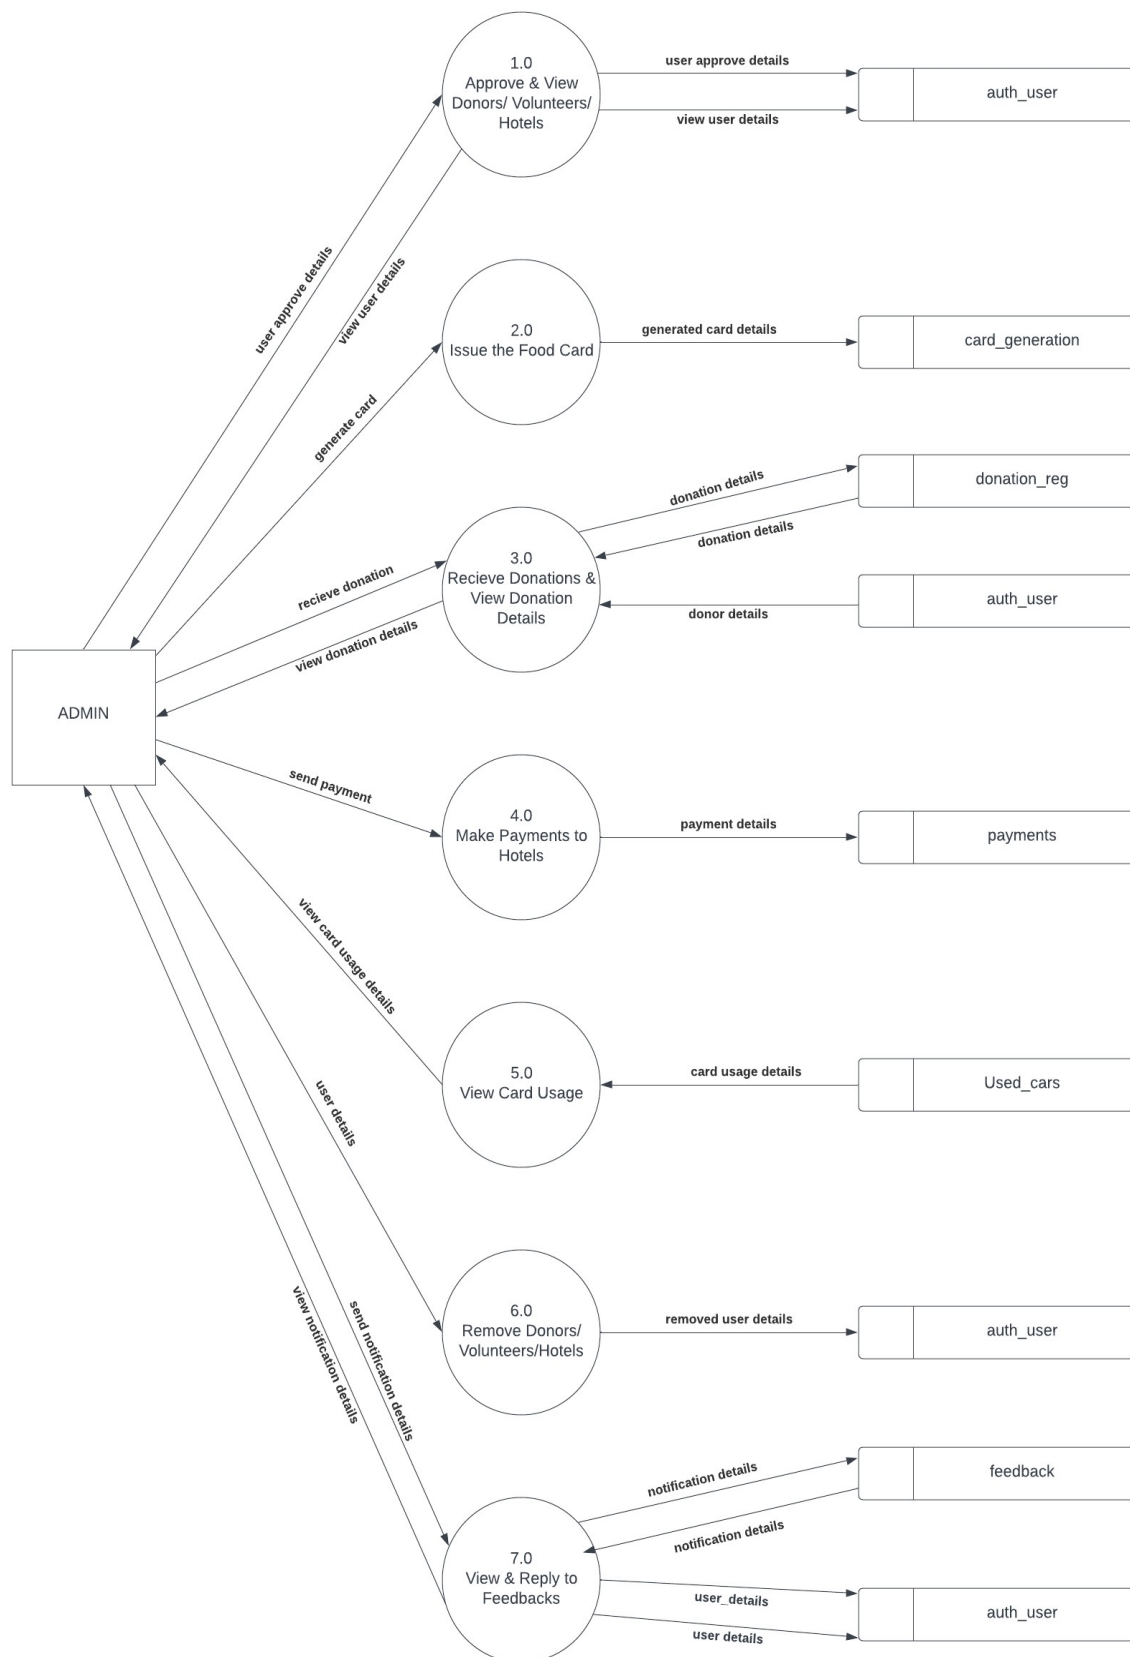 1.0
Approve & View
Donors/ Volunteers/
Hotels
user approve details
view user details
auth_user
user approve details
view user details
2.0
Issue the Food Card
generated card details
card_generation
generate card
3.0
Recieve Donations &
View Donation
Details
donation details
donation details
donation_reg
donor details
auth_user
recieve donation
view donation details
ADMIN
send payment
4.0
Make Payments to
Hotels
payment details
payments
view card usage details
5.0
View Card Usage
card usage details
Used_cars
user details
6.0
Remove Donors/
Volunteers/Hotels
removed user details
auth_user
view notification details
send notification details
7.0
View & Reply to
Feedbacks
notification details
notification details
feedback
user_details
user details
auth_user